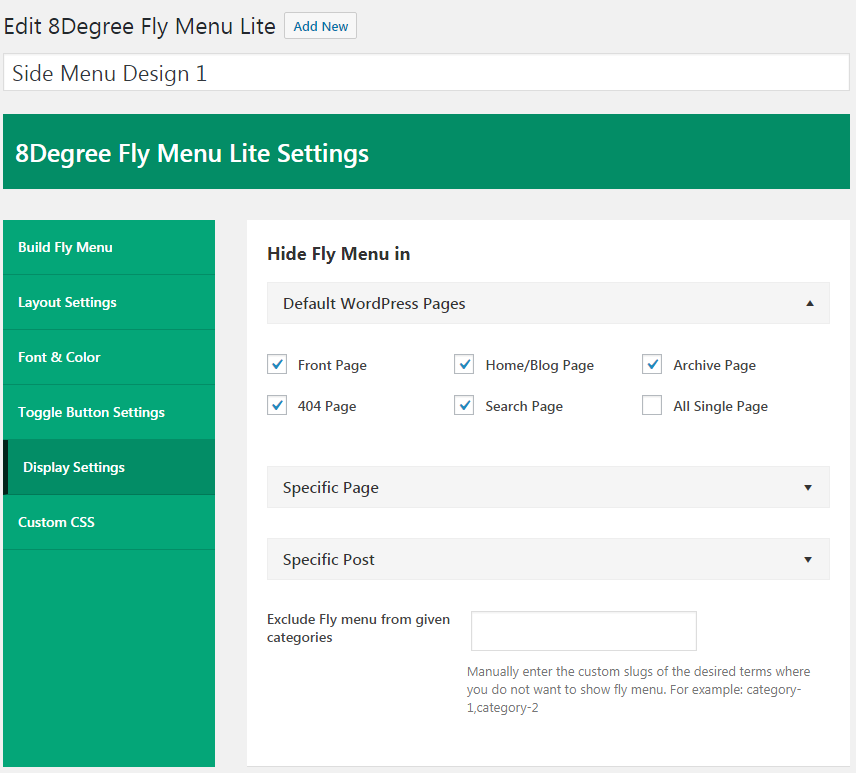 Edit 8Degree Fly Menu Lite Add New
Side Menu Design 1
8Degree Fly Menu Lite Settings
Build Fly Menu
Layout Settings
Font & Color
Toggle Button Settings
Display Settings
Custom CSS
Hide Fly Menu in
Default WordPress Pages
Front Page Home/Blog Page Archive Page
404 Page Search Page All Single Page
Specific Page
Specific Post
Exclude Fly menu from given
categories
Manually enter the custom slugs of the desired terms where
you do not want to show fly menu. For example: category-
1,category-2